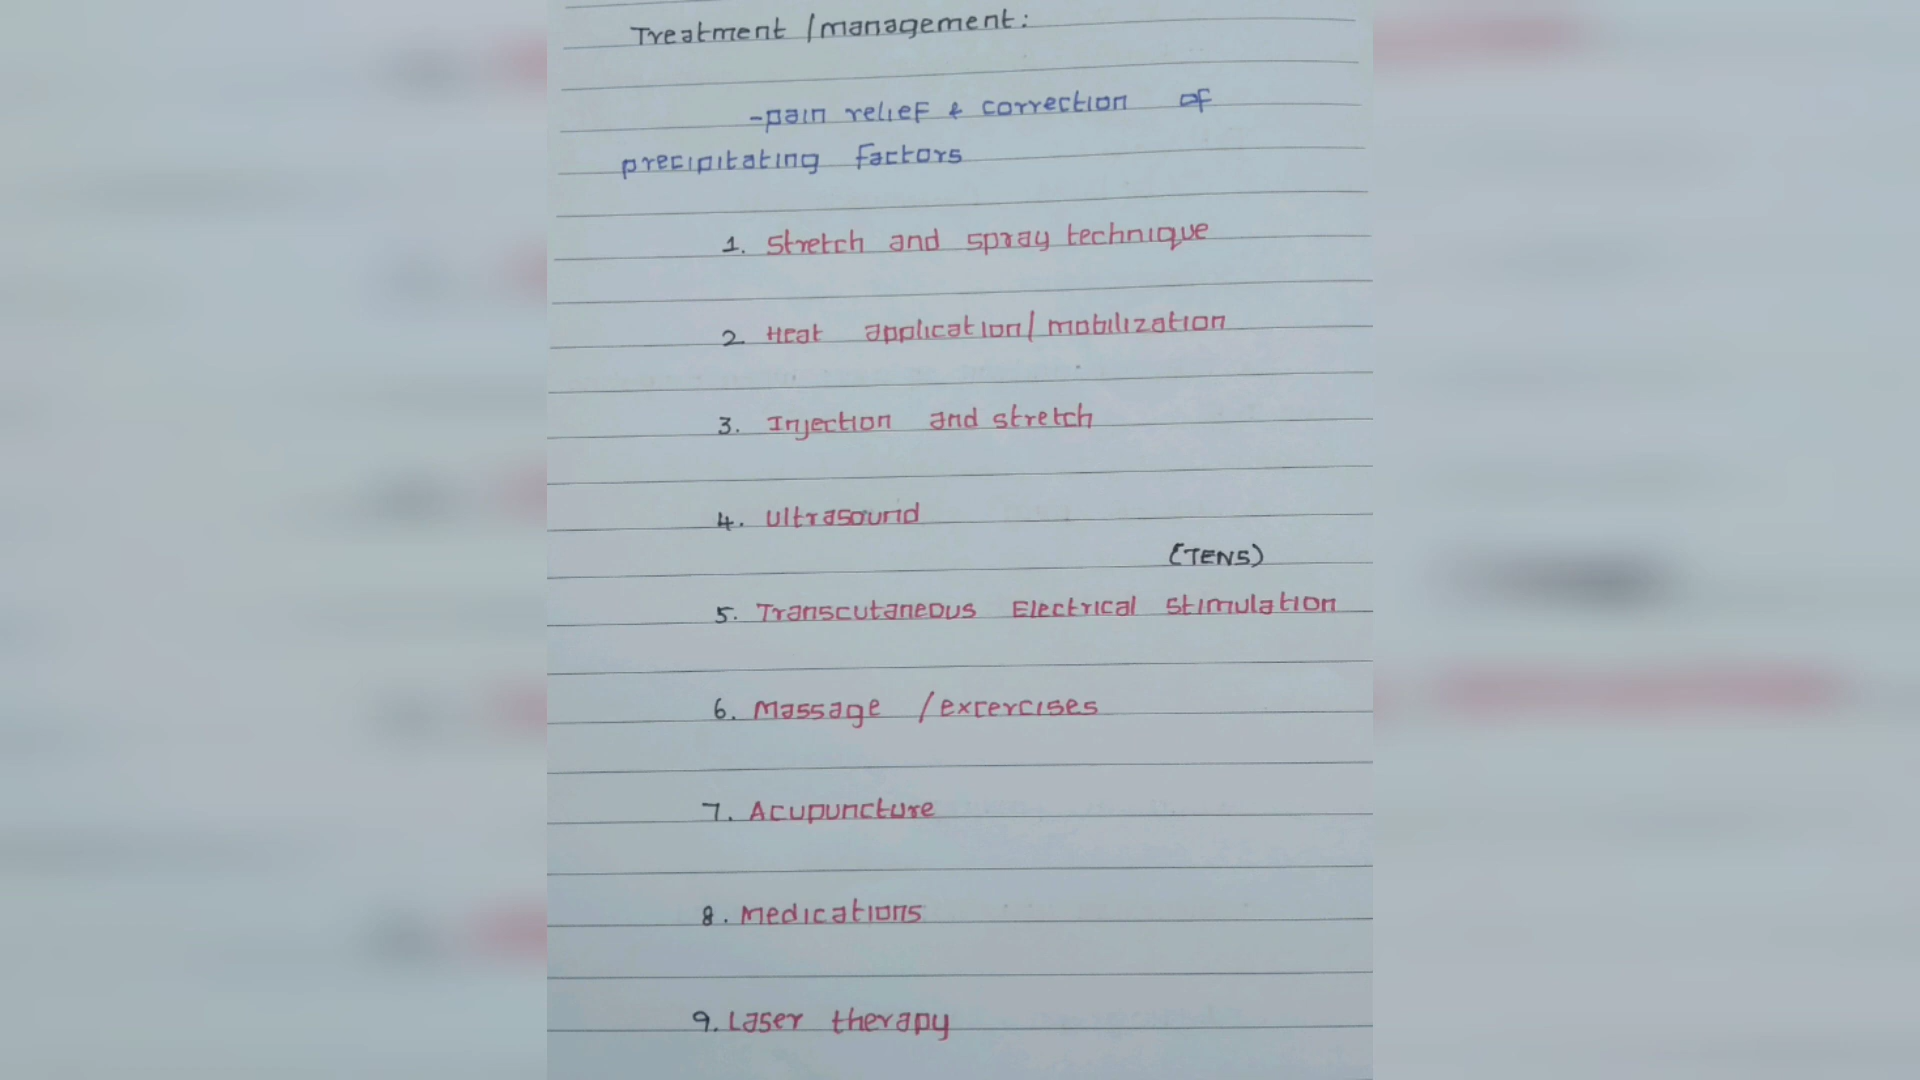 Treatment /management:
-pain relief & correction of
precipitating factors
1. Stretch and spray technique
2 Heat application/mobilization
3. Injection and stretch
4. Ultrasound
(TENS)
5. Transcutaneous Electrical stimulation
6. Massage /excercises
7. Acupuncture
8. Medications
9. Laser therapy